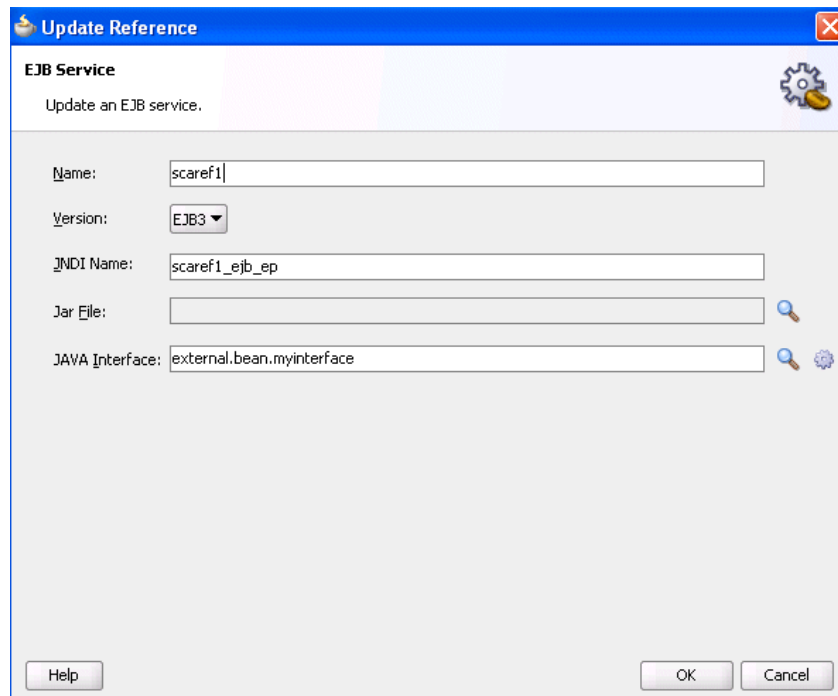 Update Reference
EJB Service
Update an EJB service.
Name: scaref1
Version: EJB3
JNDI Name: scaref1_ejb_ep
Jar File:
JAVA Interface: external.bean.myinterface
Help OK Cancel